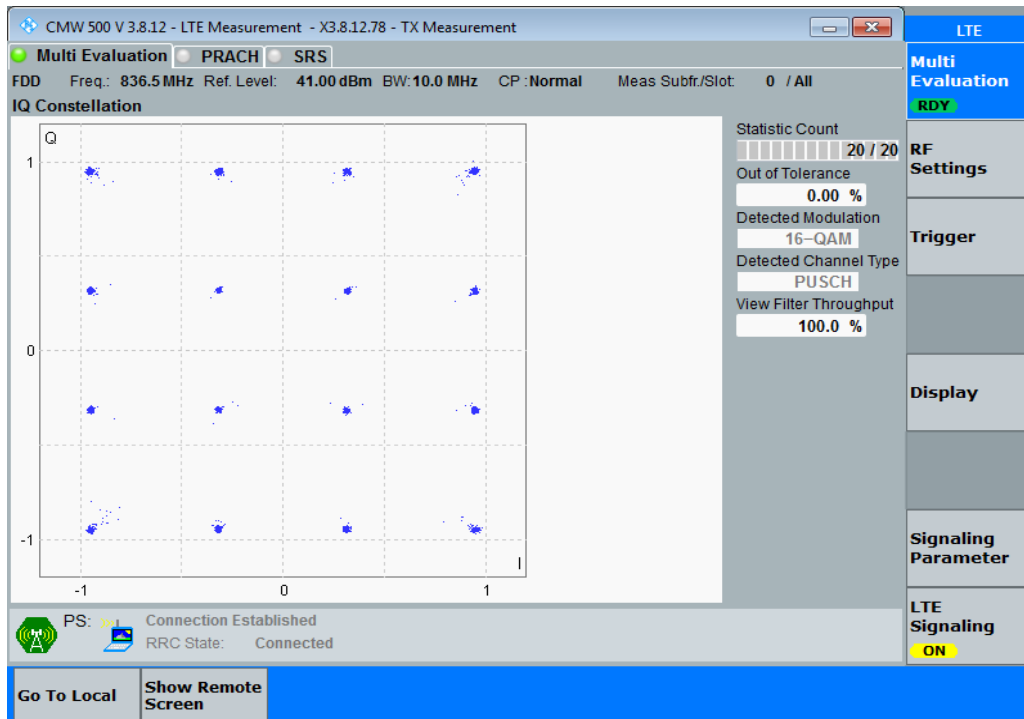 CMW 500 V 3.8.12 - LTE Measurement - X3.8.12.78 - TX Measurement
LTE
Multi Evaluation PRACH SRS
Multi
Evaluation
RDY
FDD Freq.: 836.5 MHz Ref. Level: 41.00 dBm BW: 10.0 MHz CP : Normal Meas Subfr./Slot: 0 / All
IQ Constellation
Q
1
0
-1
I
-1 0 1
Statistic Count
20 / 20
Out of Tolerance
0.00 %
Detected Modulation
16-QAM
Detected Channel Type
PUSCH
View Filter Throughput
100.0 %
RF
Settings
Trigger
Display
Signaling
Parameter
LTE
Signaling
ON
PS: Connection Established
RRC State: Connected
Go To Local
Show Remote
Screen